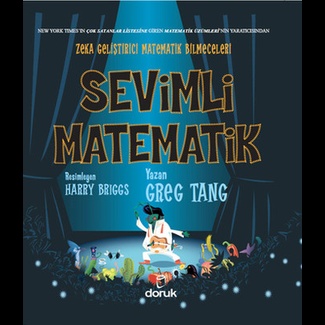 NEW YORK TIMES'IN ÇOK SATANLAR LİSTESİNE GİREN MATEMATİK ÜZÜMLERİ'NİN YARATICISINDAN
ZEKA GELİŞTİRİCİ MATEMATİK BİLMECELERİ
SEVİMLİ
MATEMATİK
Resimleyen
HARRY BRIGGS
Yazan
GREG TANG
doruk